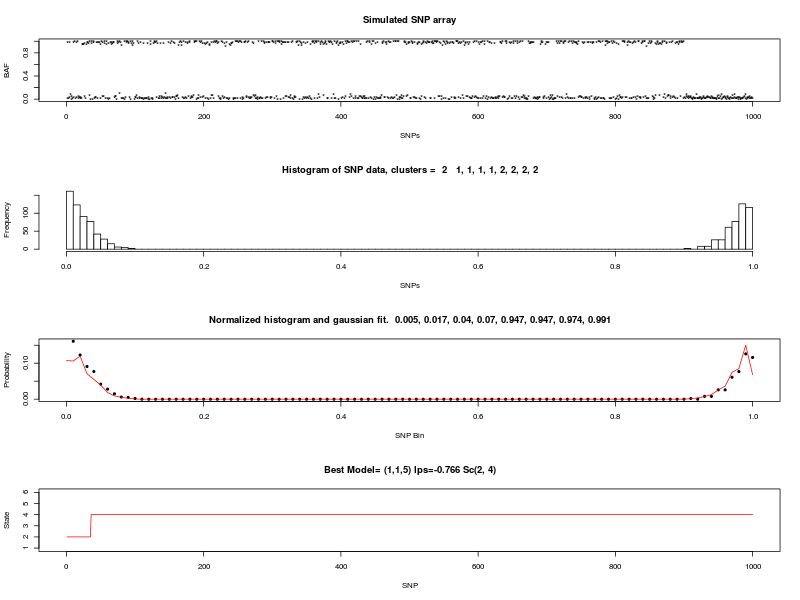 Simulated SNP array
BAF
0.0 0.4 0.8
0 200 400 600 800 1000
SNPs
Histogram of SNP data, clusters = 2 1, 1, 1, 1, 2, 2, 2, 2
Frequency
0 50 100
0.0 0.2 0.4 0.6 0.8 1.0
SNPs
Normalized histogram and gaussian fit. 0.005, 0.017, 0.04, 0.07, 0.947, 0.947, 0.974, 0.991
Probability
0.00 0.10
0.0 0.2 0.4 0.6 0.8 1.0
SNP Bin
Best Model= (1,1,5) lps=-0.766 Sc(2, 4)
State
1 2 3 4 5 6
0 200 400 600 800 1000
SNP